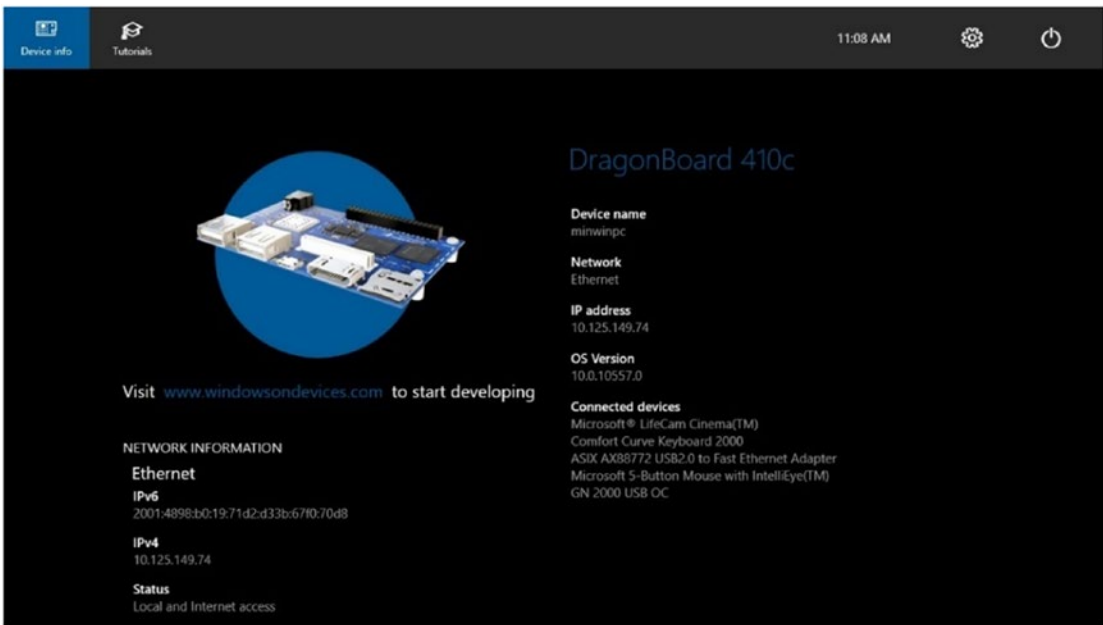 Device info
Tutorials
11:08 AM
DragonBoard 410c
Device name
minwinpc
Network
Ethernet
IP address
10.125.149.74
OS Version
10.0.10557.0
Connected devices
Microsoft® LifeCam Cinema(TM)
Comfort Curve Keyboard 2000
ASIX AX88772 USB2.0 to Fast Ethernet Adapter
Microsoft 5-Button Mouse with IntelliEye(TM)
GN 2000 USB OC
Visit www.windowsondevices.com to start developing
NETWORK INFORMATION
Ethernet
IPv6
2001:4898:b0:19:71d2:d33b:67f0:70d8
IPv4
10.125.149.74
Status
Local and Internet access